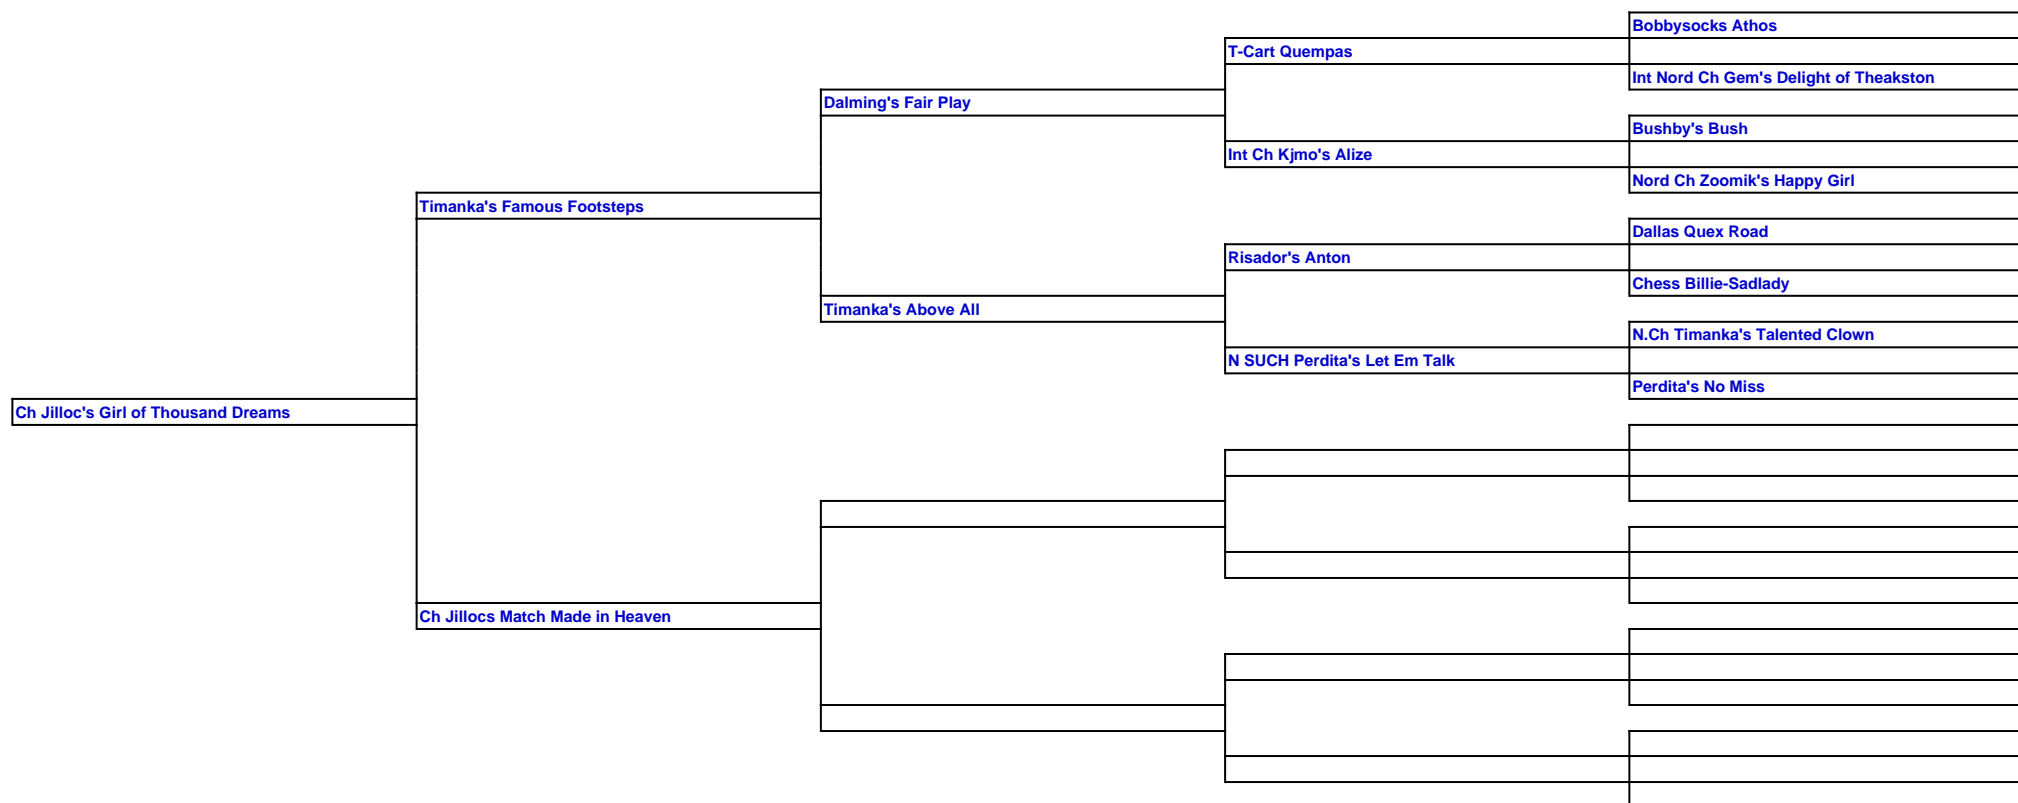 Bobbysocks Athos
T-Cart Quempas
Int Nord Ch Gem's Delight of Theakston
Dalming's Fair Play
Bushby's Bush
Int Ch Kjmo's Alize
Nord Ch Zoomik's Happy Girl
Timanka's Famous Footsteps
Dallas Quex Road
Risador's Anton
Chess Billie-Sadlady
Timanka's Above All
N.Ch Timanka's Talented Clown
N SUCH Perdita's Let Em Talk
Perdita's No Miss
Ch Jilloc's Girl of Thousand Dreams
Ch Jillocs Match Made in Heaven